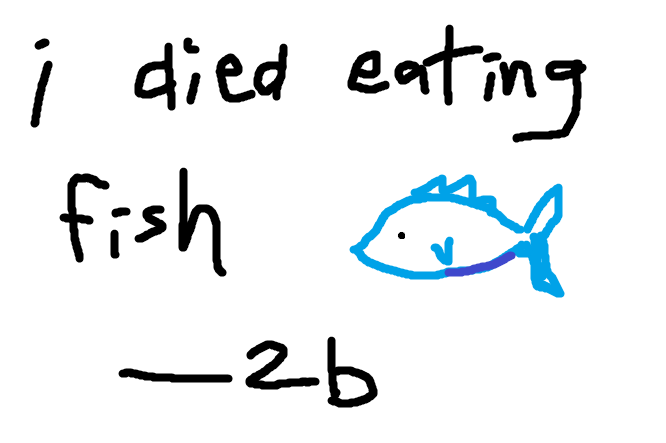 i died eating
fish
—2b